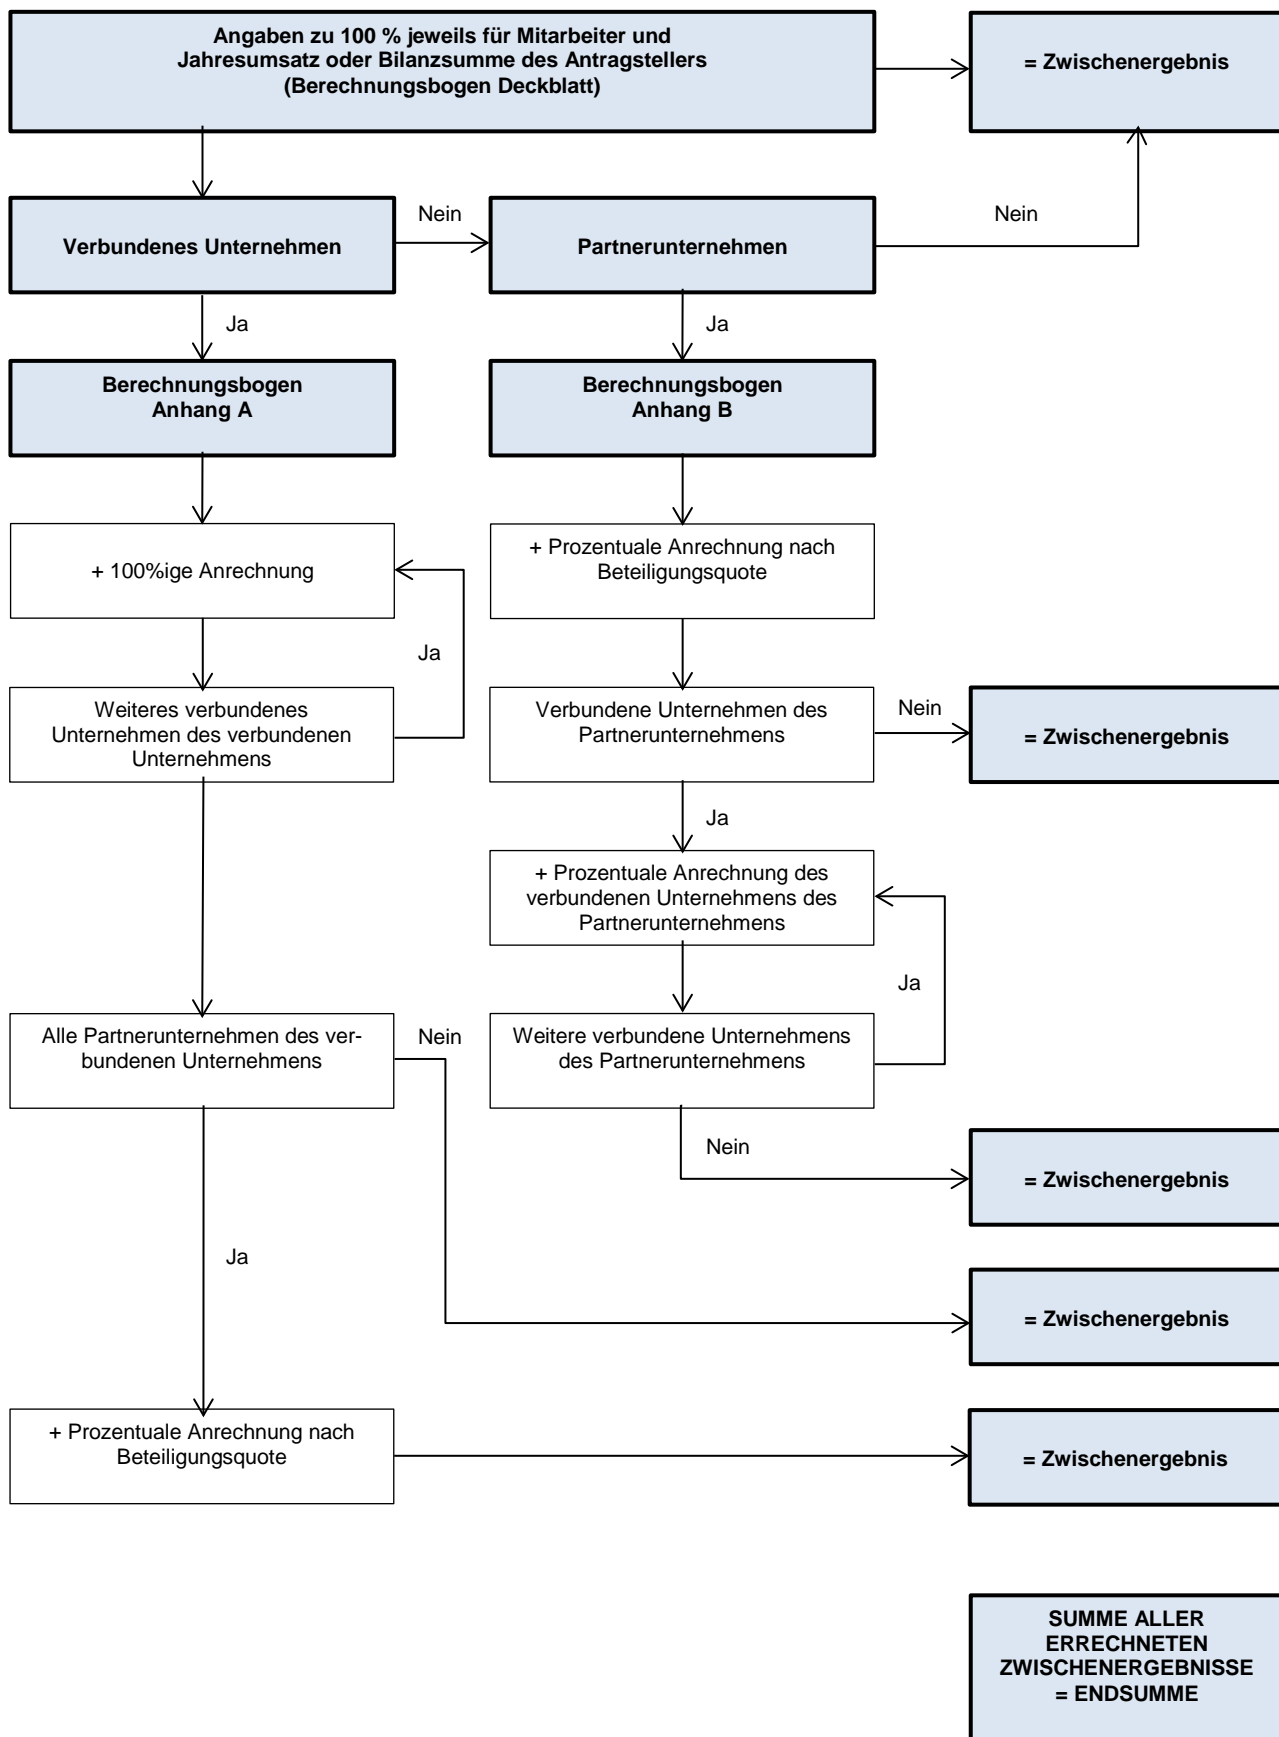 Angaben zu 100 % jeweils für Mitarbeiter und
Jahresumsatz oder Bilanzsumme des Antragstellers
(Berechnungsbogen Deckblatt)
= Zwischenergebnis
Verbundenes Unternehmen
Nein
Partnerunternehmen
Nein
Ja
Ja
Berechnungsbogen
Anhang A
Berechnungsbogen
Anhang B
+ 100%ige Anrechnung
+ Prozentuale Anrechnung nach
Beteiligungsquote
Ja
Weiteres verbundenes
Unternehmen des verbundenen
Unternehmens
Verbundene Unternehmen des
Partnerunternehmens
Nein
= Zwischenergebnis
Ja
+ Prozentuale Anrechnung des
verbundenen Unternehmens des
Partnerunternehmens
Ja
Alle Partnerunternehmen des ver-
bundenen Unternehmens
Nein
Weitere verbundene Unternehmens
des Partnerunternehmens
Nein
= Zwischenergebnis
Ja
= Zwischenergebnis
+ Prozentuale Anrechnung nach
Beteiligungsquote
= Zwischenergebnis
SUMME ALLER
ERRECHNETEN
ZWISCHENERGEBNISSE
= ENDSUMME